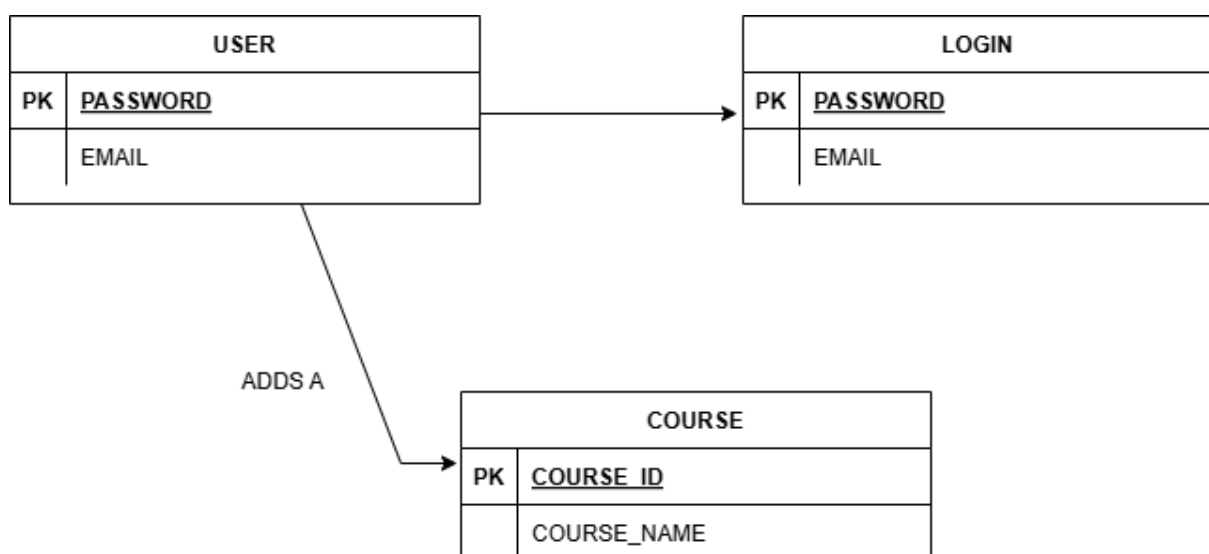 USER
PK PASSWORD
EMAIL
LOGIN
PK PASSWORD
EMAIL
ADDS A
COURSE
PK COURSE_ID
COURSE_NAME